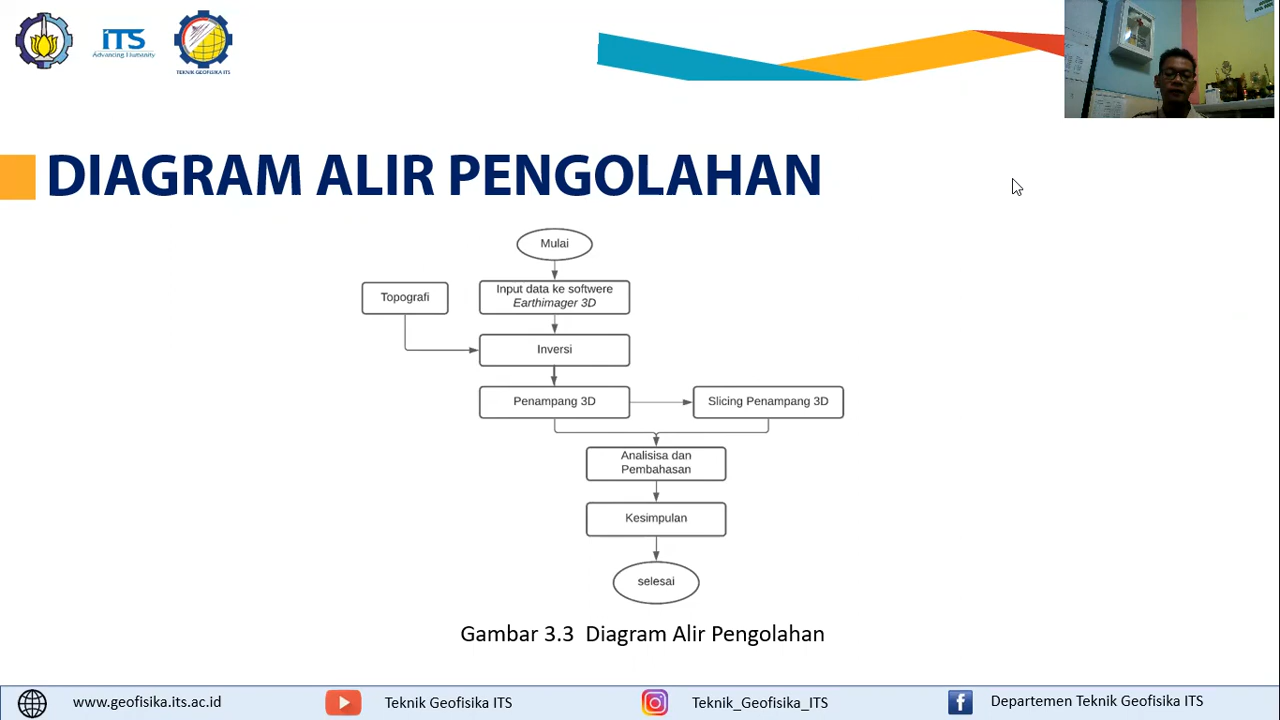 ITS
Advancing Humanity
TEKNIK GEOFISIKA ITS
DIAGRAM ALIR PENGOLAHAN
Mulai
Topografi
Input data ke softwere
Earthimager 3D
Inversi
Penampang 3D
Slicing Penampang 3D
Analisisa dan
Pembahasan
Kesimpulan
selesai
Gambar 3.3 Diagram Alir Pengolahan
www.geofisika.its.ac.id
Teknik Geofisika ITS
Teknik_Geofisika_ITS
Departemen Teknik Geofisika ITS